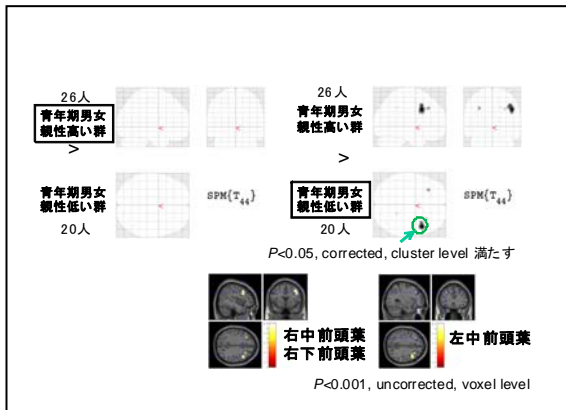 26人
青年期男女
親性高い群
>
青年期男女
親性低い群
20人
SPM{T44}
26人
青年期男女
親性高い群
>
青年期男女
親性低い群
20人
SPM{T44}
P<0.05, corrected, cluster level 満たす
右中前頭葉
右下前頭葉
左中前頭葉
P<0.001, uncorrected, voxel level